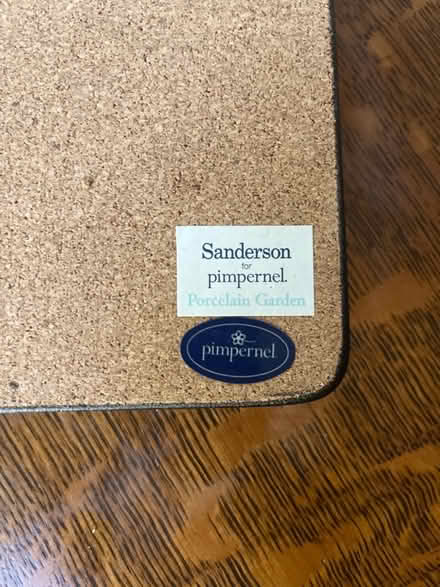 Sanderson
for
pimpernel.
Porcelain Garden
pimpernel